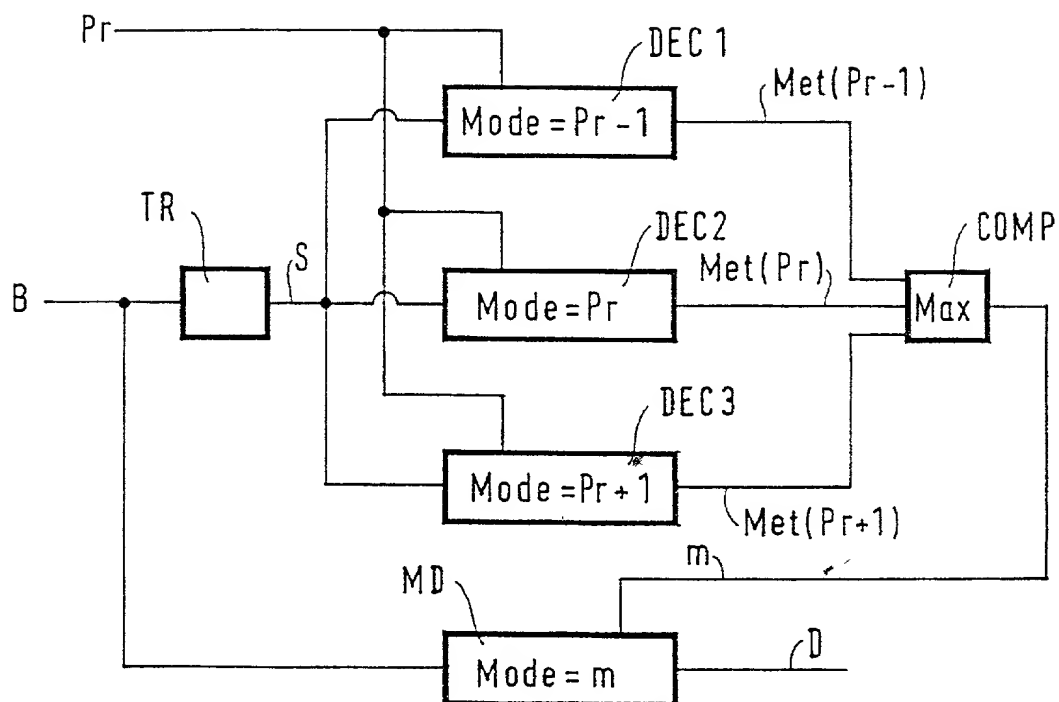 Pr
DEC 1
Mode = Pr - 1
Met(Pr-1)
TR
DEC2
COMP
S
Met(Pr)
B
Mode = Pr
Max
DEC 3
Mode = Pr + 1
Met(Pr+1)
m
MD
D
Mode = m